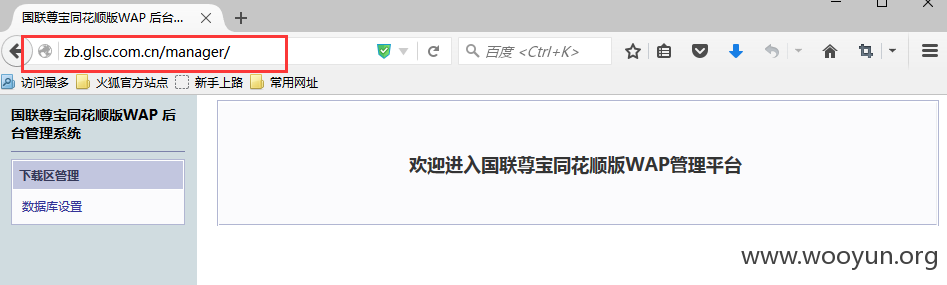 国联尊宝同花顺版WAP 后台...
zb.glsc.com.cn/manager/
百度 <Ctrl+K>
访问最多 火狐官方站点 新手上路 常用网址
国联尊宝同花顺版WAP 后
台管理系统
下载区管理
数据库设置
欢迎进入国联尊宝同花顺版WAP管理平台
www.wooyun.org